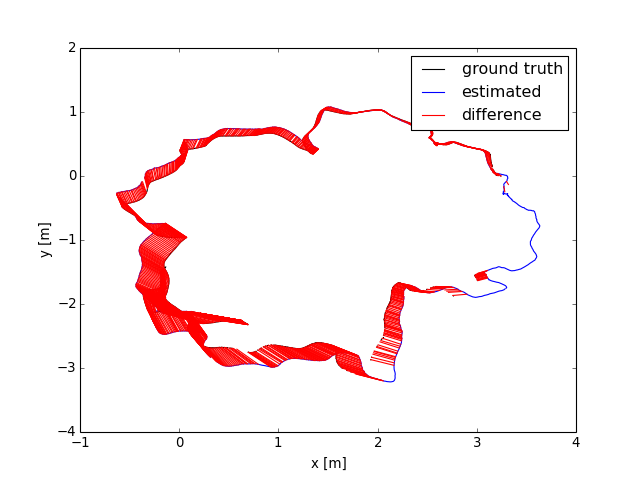 2
1
0
−1
−2
−3
−4
−1
0
1
2
3
4
y [m]
x [m]
ground truth
estimated
difference